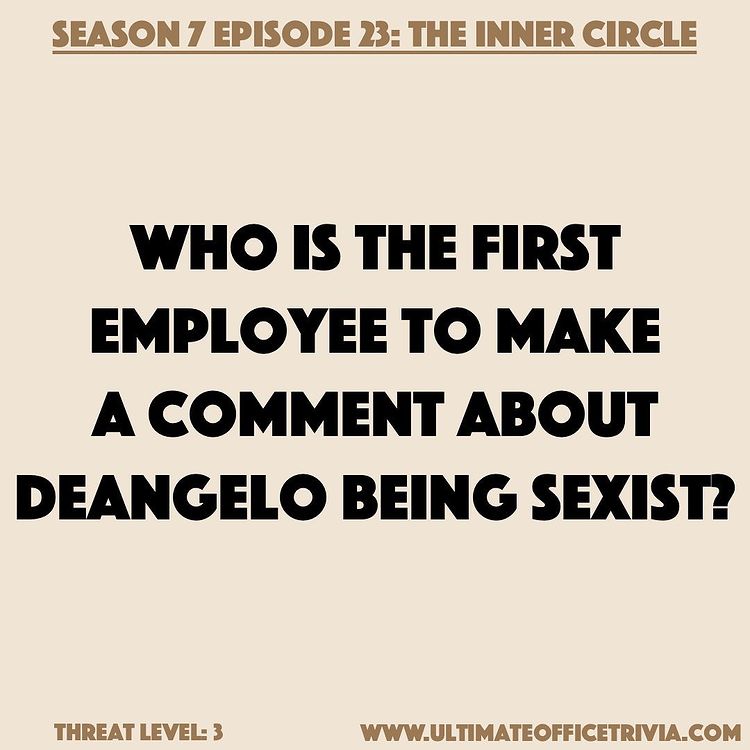 SEASON 7 EPISODE 23: THE INNER CIRCLE
WHO IS THE FIRST
EMPLOYEE TO MAKE
A COMMENT ABOUT
DEANGELO BEING SEXIST?
THREAT LEVEL: 3
WWW.ULTIMATEOFFICETRIVIA.COM